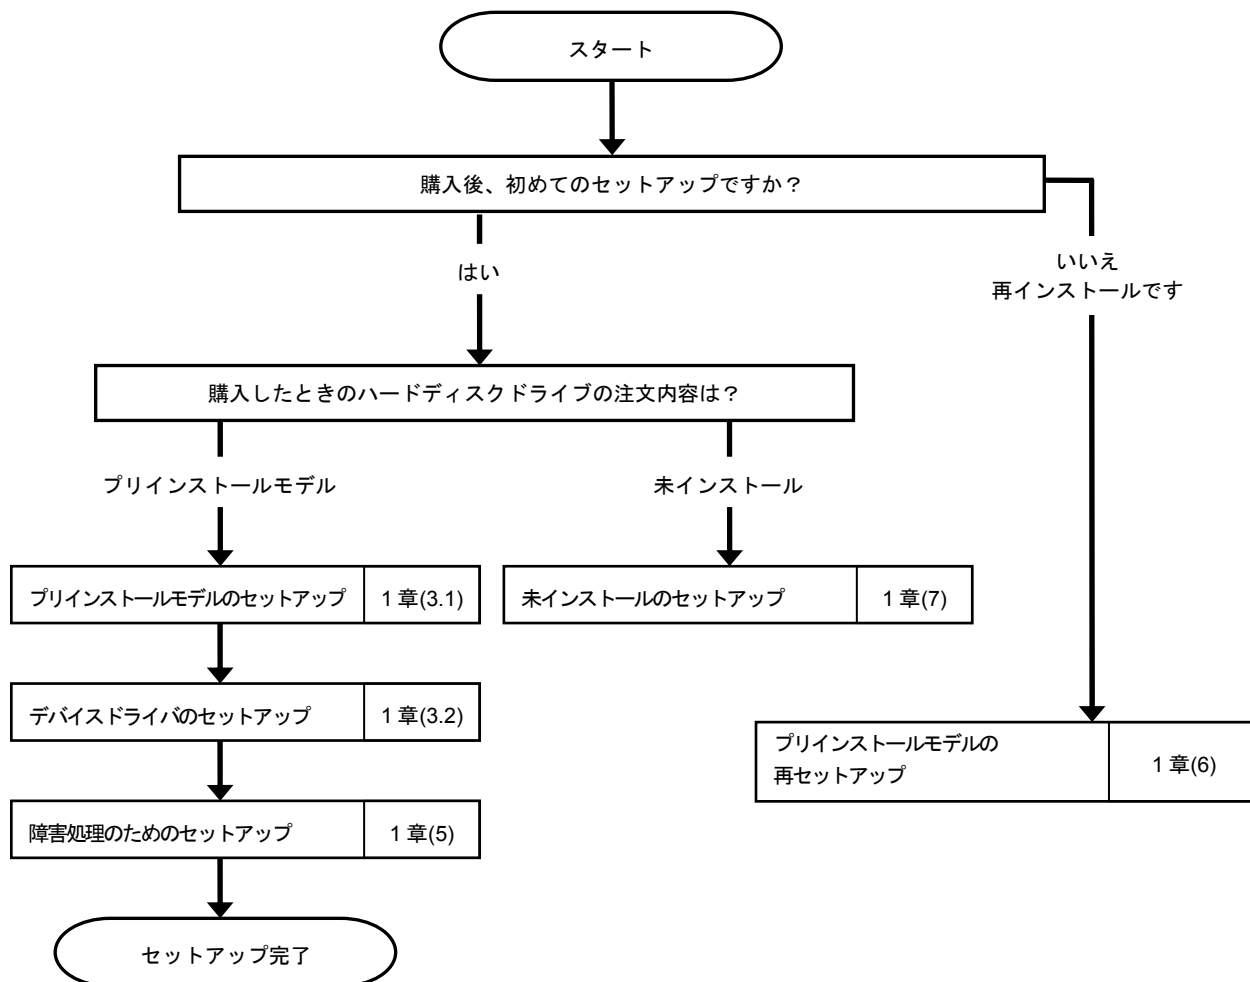 スタート
購入後、初めてのセットアップですか？
はい
いいえ
再インストールです
購入したときのハードディスクドライブの注文内容は？
プリインストールモデル
未インストール
プリインストールモデルのセットアップ 1 章(3.1)
未インストールのセットアップ 1 章(7)
デバイスドライバのセットアップ 1 章(3.2)
プリインストールモデルの
再セットアップ
1 章(6)
障害処理のためのセットアップ 1 章(5)
セットアップ完了